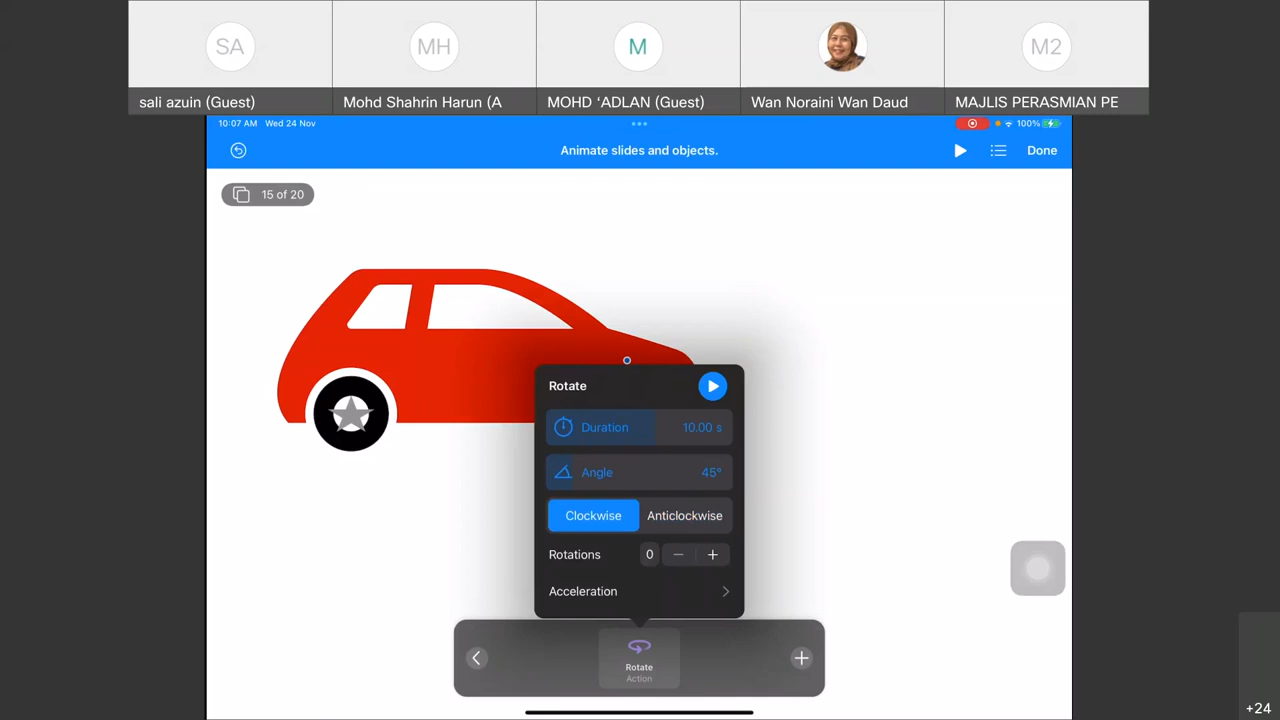 SA
MH
M
M2
sali azuin (Guest)
Mohd Shahrin Harun (A
MOHD ‘ADLAN (Guest)
Wan Noraini Wan Daud
MAJLIS PERASMIAN PE
10:07 AM Wed 24 Nov
100%
Animate slides and objects.
Done
15 of 20
Rotate
Duration 10.00 s
Angle 45°
Clockwise Anticlockwise
Rotations 0
Acceleration
Rotate
Action
+24